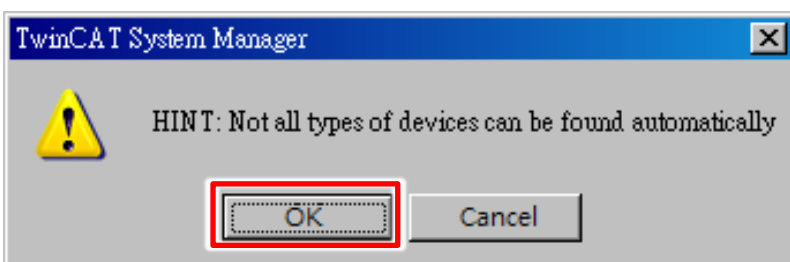 TwinCAT System Manager
HINT: Not all types of devices can be found automatically
OK
Cancel